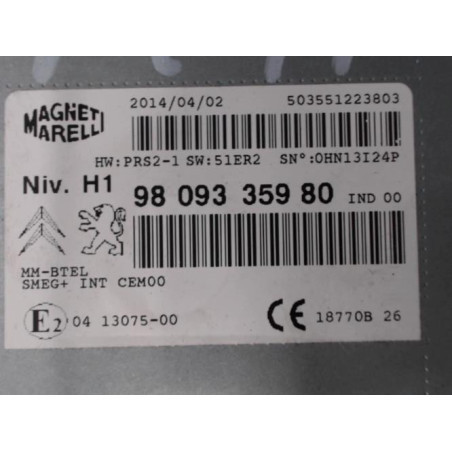 MAGNETI MARELLI
2014/04/02 503551223803
HW:PRS2-1 SW:51ER2 SN°:0HN13I24P
Niv. H1
98 093 359 80 IND 00
MM-BTEL
SMEG+ INT CEM00
E2 04 13075-00 CE 18770B 26